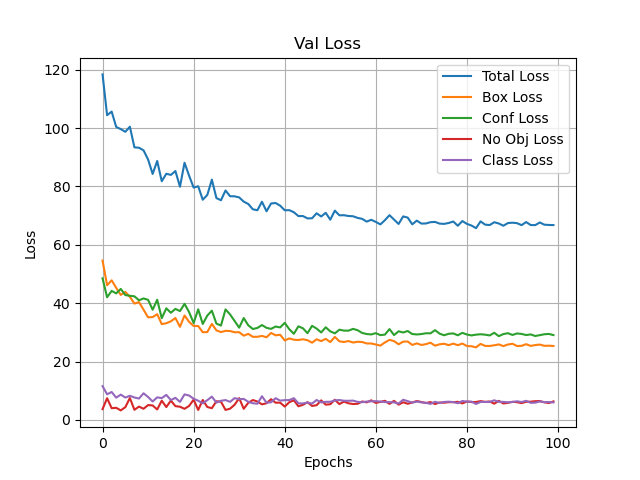 Val Loss
Loss
120
100
80
60
40
20
0
Total Loss
Box Loss
Conf Loss
No Obj Loss
Class Loss
0 20 40 60 80 100
Epochs